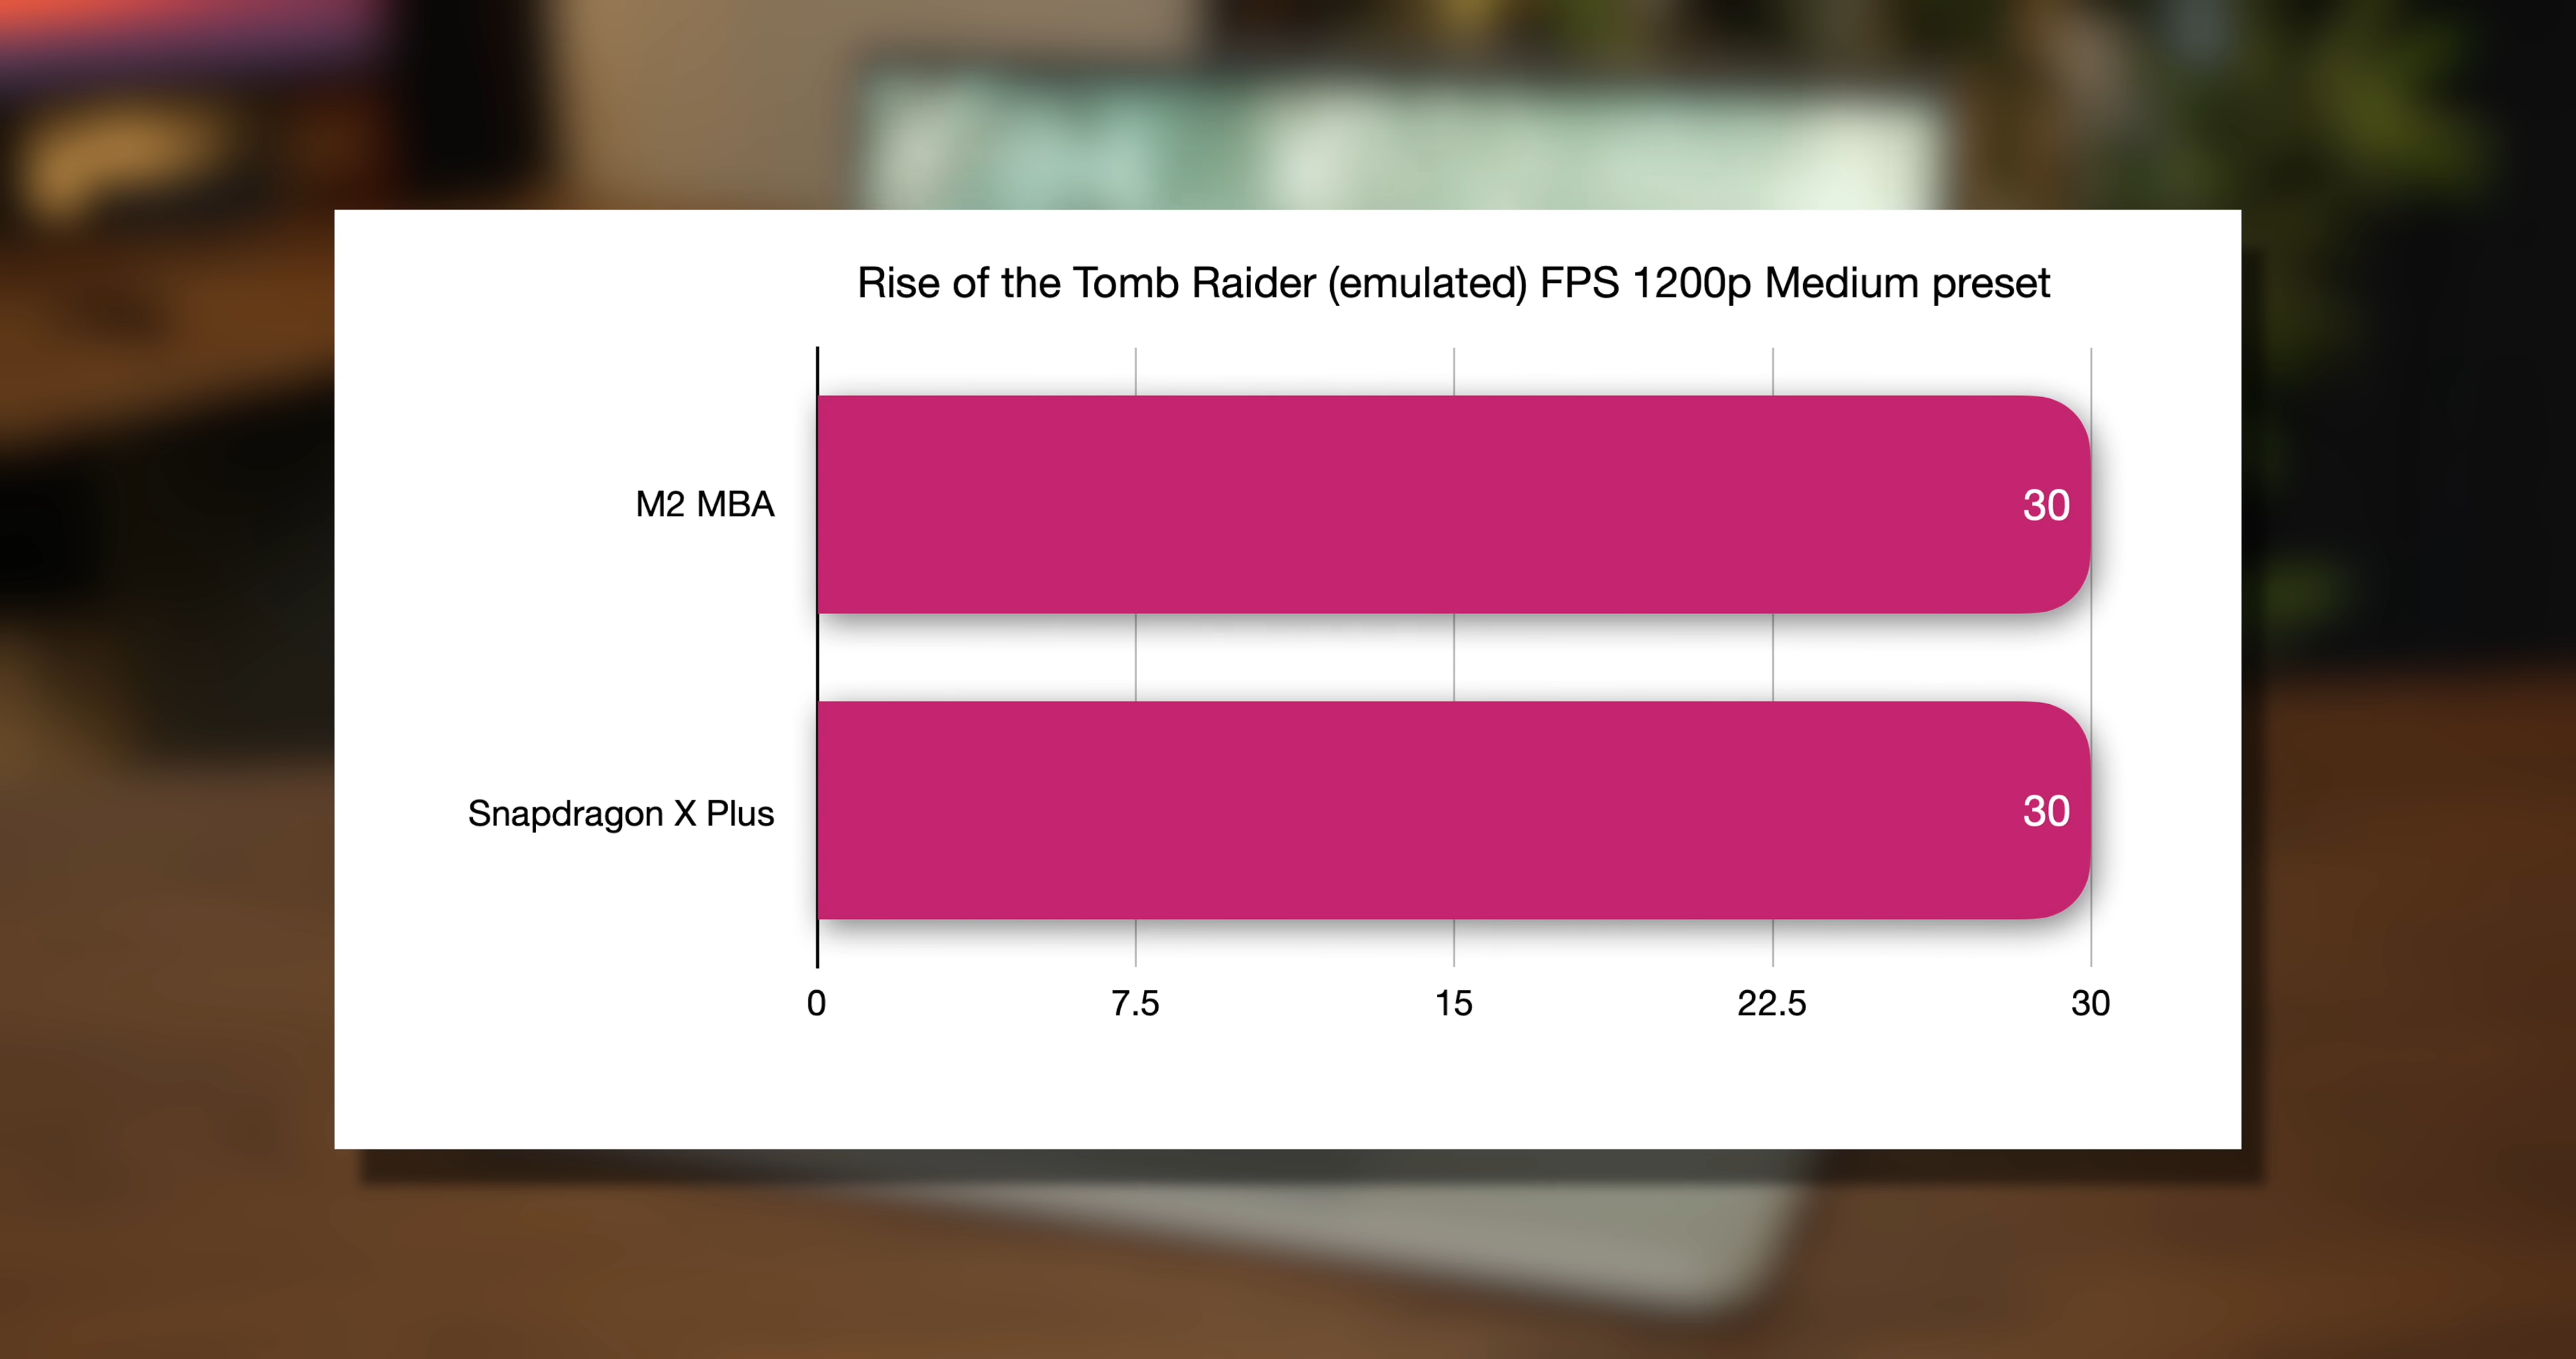 Rise of the Tomb Raider (emulated) FPS 1200p Medium preset
M2 MBA
30
Snapdragon X Plus
30
0 7.5 15 22.5 30